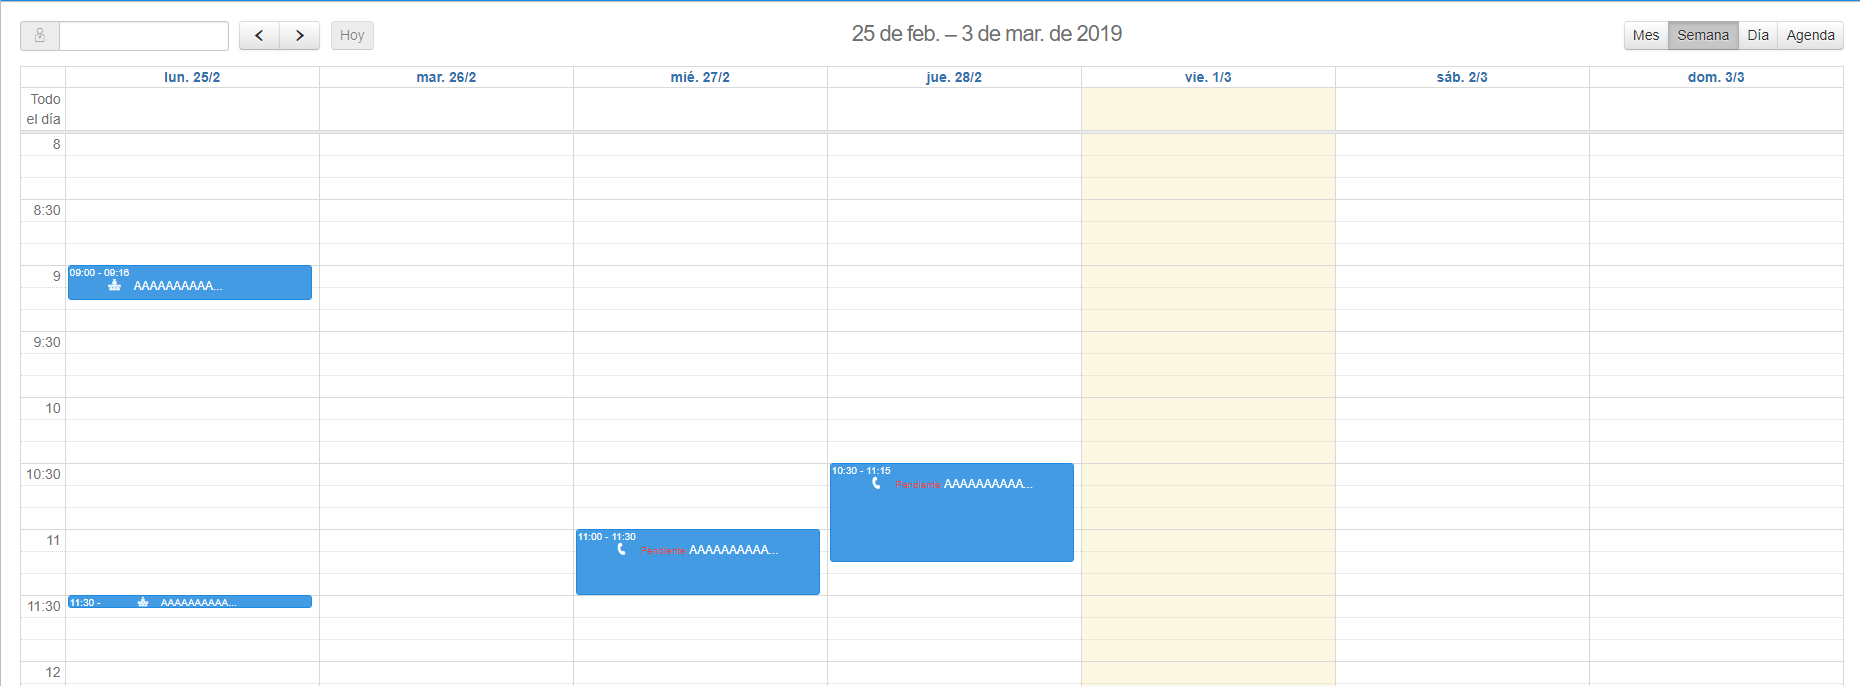 Hoy
25 de feb. – 3 de mar. de 2019
Mes Semana Día Agenda
lun. 25/2 mar. 26/2 mié. 27/2 jue. 28/2 vie. 1/3 sáb. 2/3 dom. 3/3
Todo
el día
8
8:30
9
09:00 - 09:16
AAAAAAAAAA...
9:30
10
10:30
10:30 - 11:15
Pendiente AAAAAAAAAA...
11
11:00 - 11:30
Pendiente AAAAAAAAAA...
11:30
11:30 - AAAAAAAAAA...
12